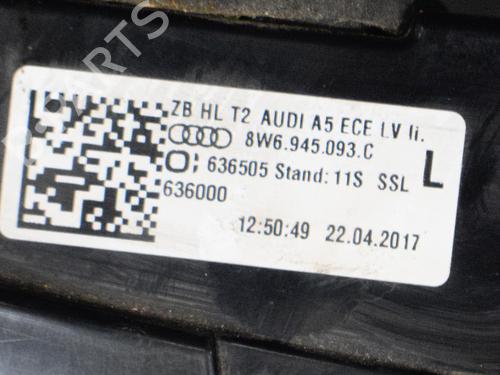 ZB HL T2 AUDI A5 ECE LV li.
8W6.945.093.C
636505 Stand: 11S SSL
L
636000
12:50:49 22.04.2017
PARTS